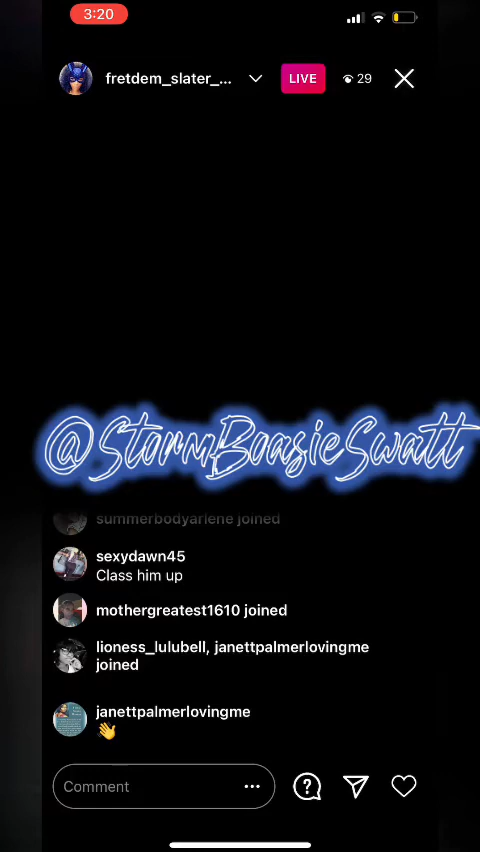 3:20
fretdem_slater_...
LIVE
29
@StormBoasieSwatt
summerbodyarlene joined
sexydawn45
Class him up
mothergreatest1610 joined
lioness_lulubell, janettpalmerlovingme
joined
janettpalmerlovingme
👋
Comment